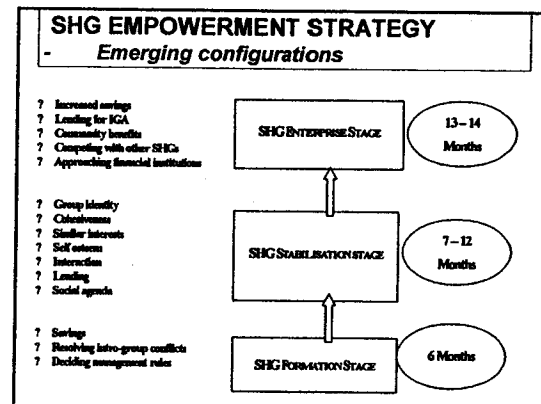 SHG EMPOWERMENT STRATEGY
- Emerging configurations
? Increased savings
? Lending for IGA
? Community benefits
? Competing with other SHGs
? Approaching financial institutions
SHG ENTERPRISE STAGE
13 – 14
Months
? Group identity
? Cohesiveness
? Similar interests
? Self esteem
? Interaction
? Lending
? Social agenda
SHG STABILISATION STAGE
7 – 12
Months
? Savings
? Resolving intro-group conflicts
? Deciding management rules
SHG FORMATION STAGE
6 Months